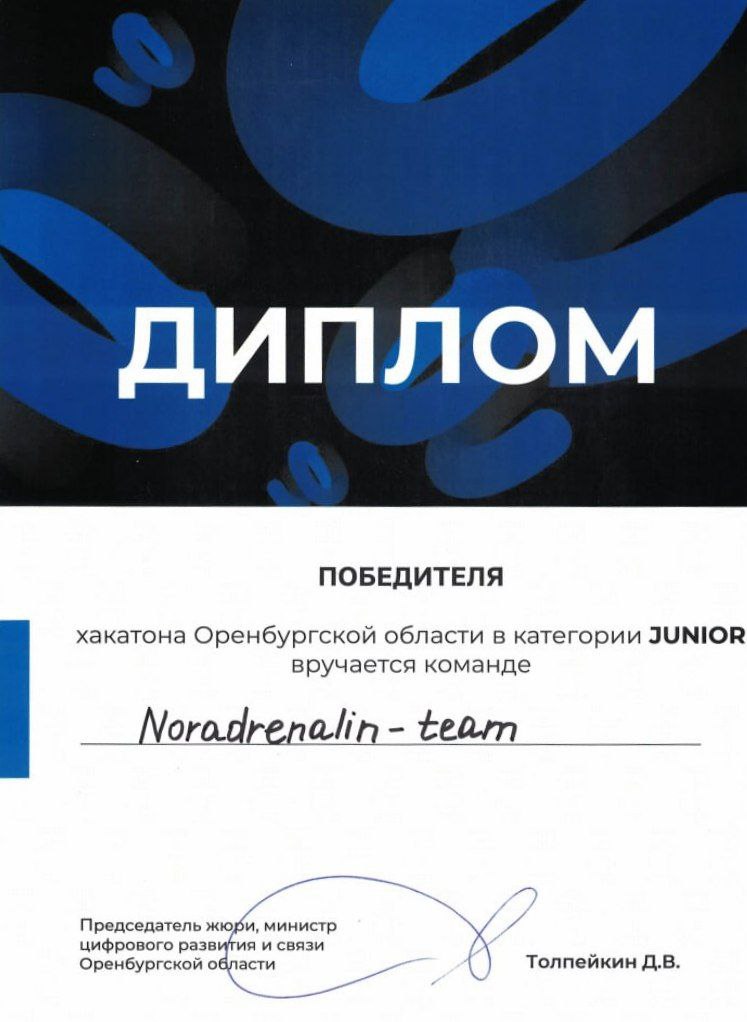 ДИПЛОМ
ПОБЕДИТЕЛЯ
хакатона Оренбургской области в категории JUNIOR
вручается команде
Noradrenalin - team
Председатель жюри, министр
цифрового развития и связи
Оренбургской области
Толпейкин Д.В.